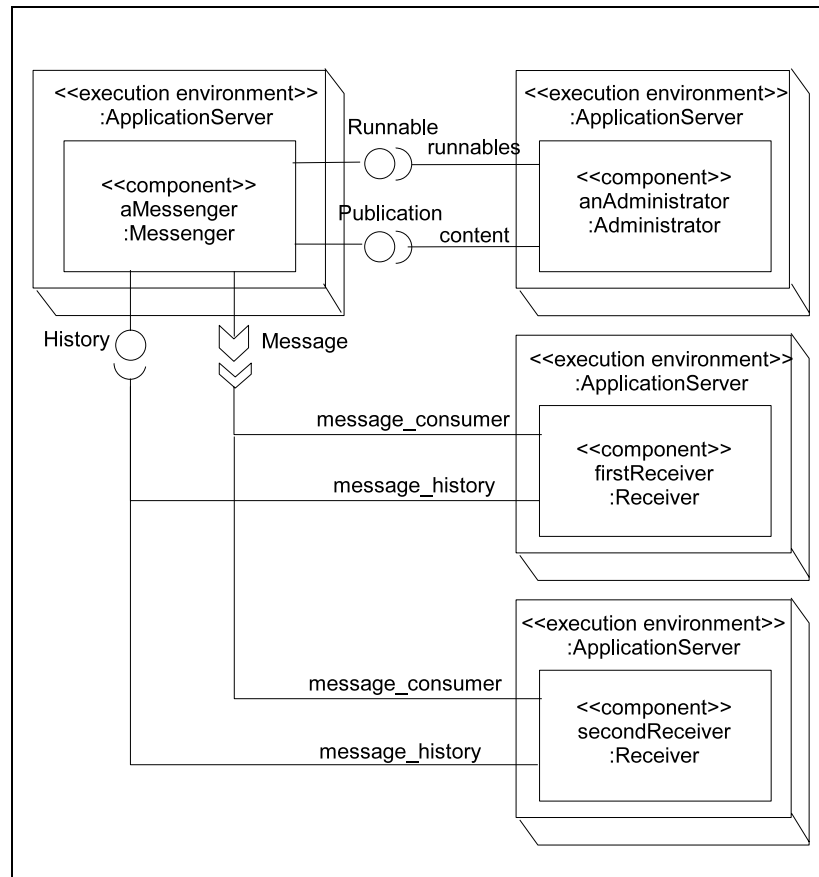 <<execution environment>>
:ApplicationServer
<<component>>
aMessenger
:Messenger
Runnable
runnables
Publication
content
<<execution environment>>
:ApplicationServer
<<component>>
anAdministrator
:Administrator
History
Message
<<execution environment>>
:ApplicationServer
message_consumer
<<component>>
firstReceiver
:Receiver
message_history
<<execution environment>>
:ApplicationServer
message_consumer
<<component>>
secondReceiver
:Receiver
message_history